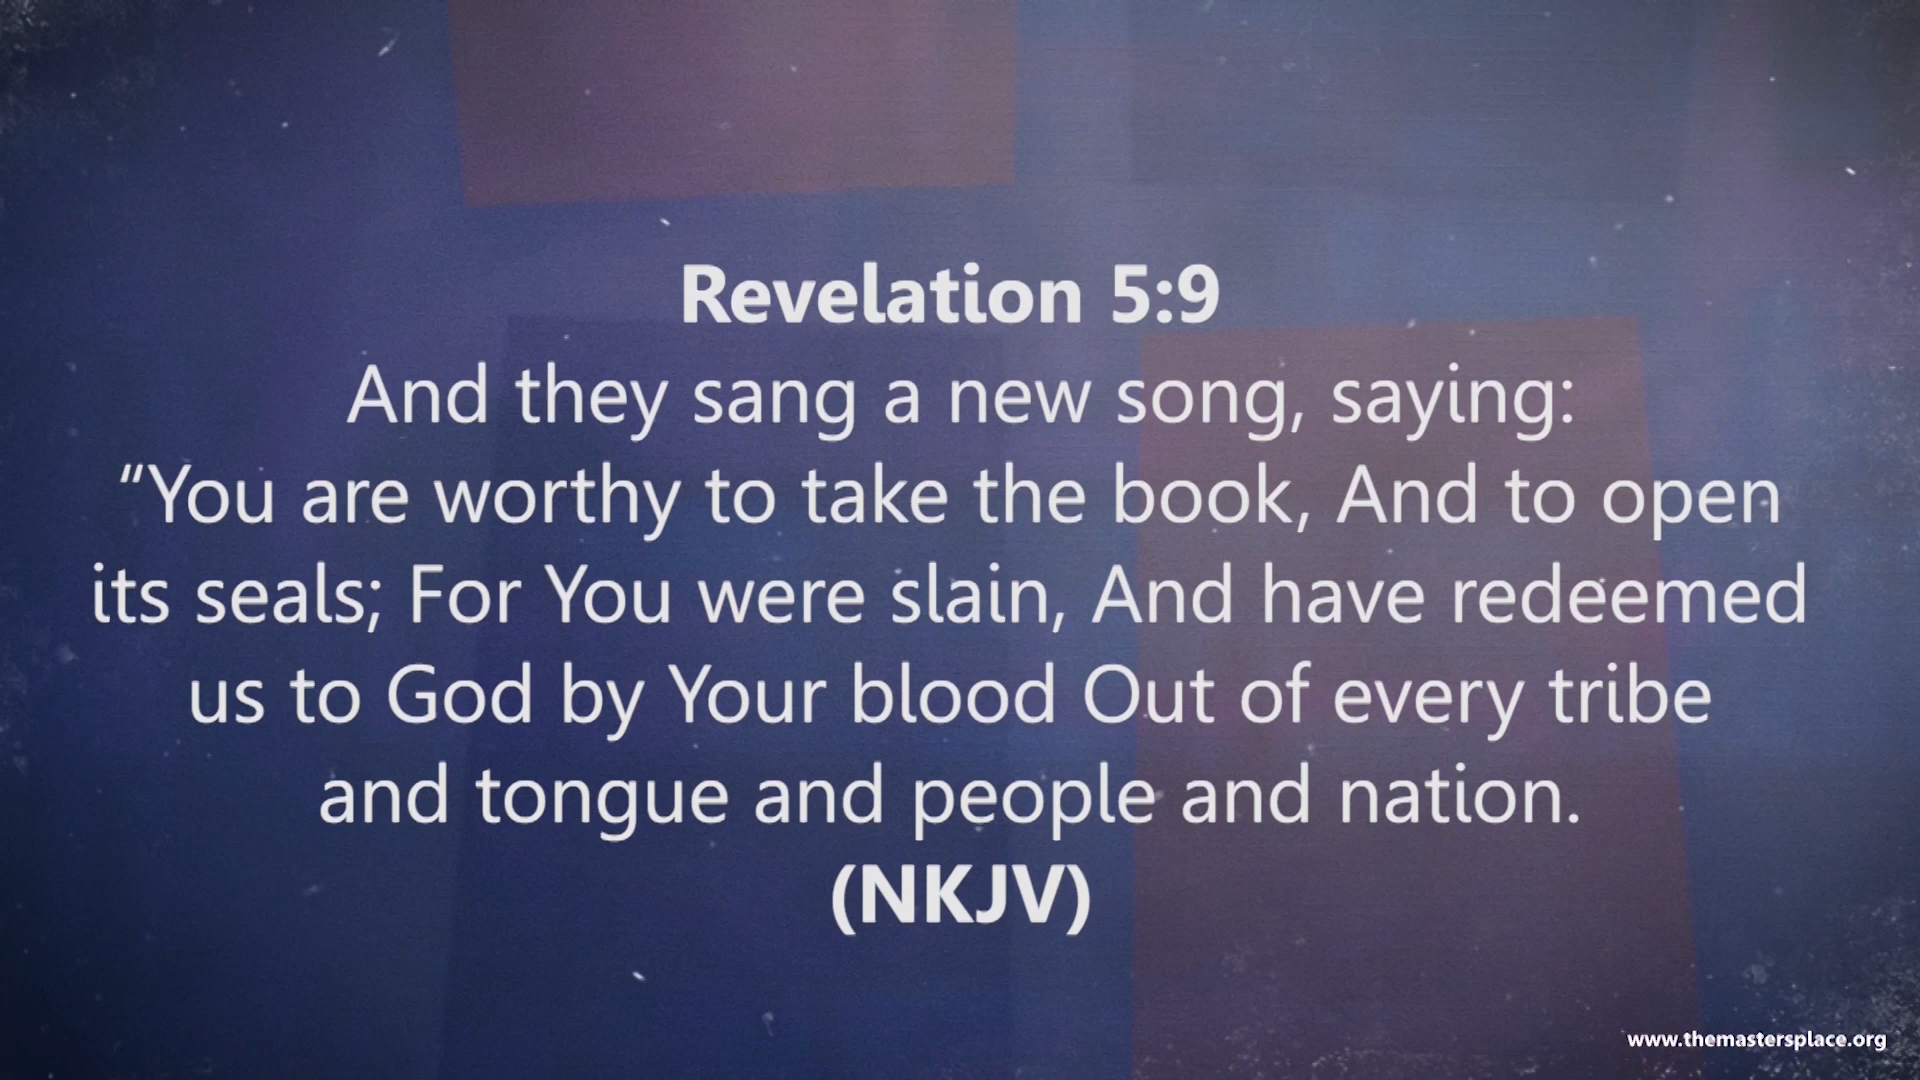 Revelation 5:9
And they sang a new song, saying:
“You are worthy to take the book, And to open
its seals; For You were slain, And have redeemed
us to God by Your blood Out of every tribe
and tongue and people and nation.
(NKJV)
www.themastersplace.org